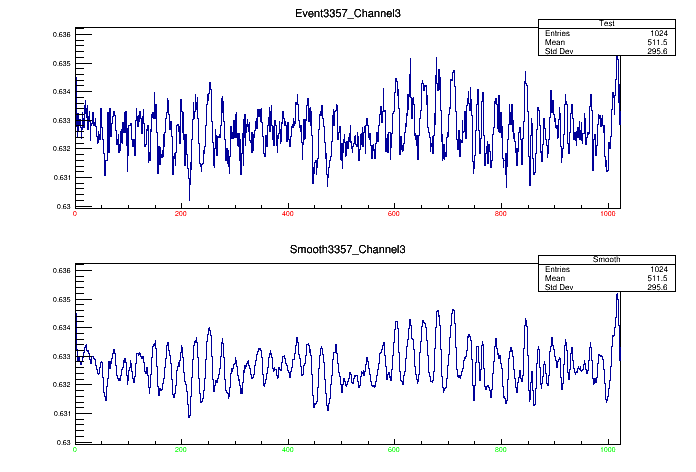 Event3357_Channel3
Test
Entries 1024
Mean 511.5
Std Dev 295.6
0.636
0.635
0.634
0.633
0.632
0.631
0.63
0 200 400 600 800 1000
Smooth3357_Channel3
Smooth
Entries 1024
Mean 511.5
Std Dev 295.6
0.636
0.635
0.634
0.633
0.632
0.631
0.63
0 200 400 600 800 1000